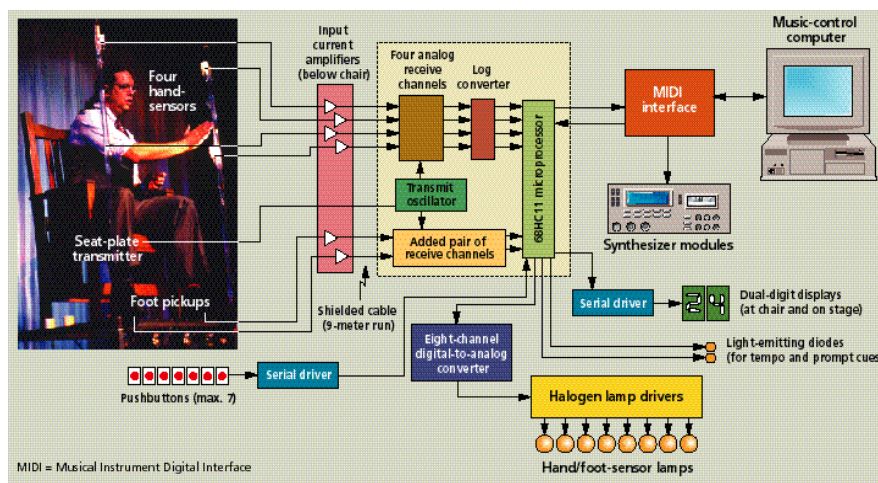 Four
hand-
sensors
Seat-plate
transmitter
Foot pickups
Input
current
amplifiers
(below chair)
Four analog
receive
channels
Log
converter
68HC11 microprocessor
Transmit
oscillator
Added pair of
receive channels
Shielded cable
(9-meter run)
MIDI
interface
Music-control
computer
Synthesizer modules
Serial driver
24
Dual-digit displays
(at chair and on stage)
Light-emitting diodes
(for tempo and prompt cues
Eight-channel
digital-to-analog
converter
Halogen lamp drivers
Hand/foot-sensor lamps
Pushbuttons (max. 7)
Serial driver
MIDI = Musical Instrument Digital Interface